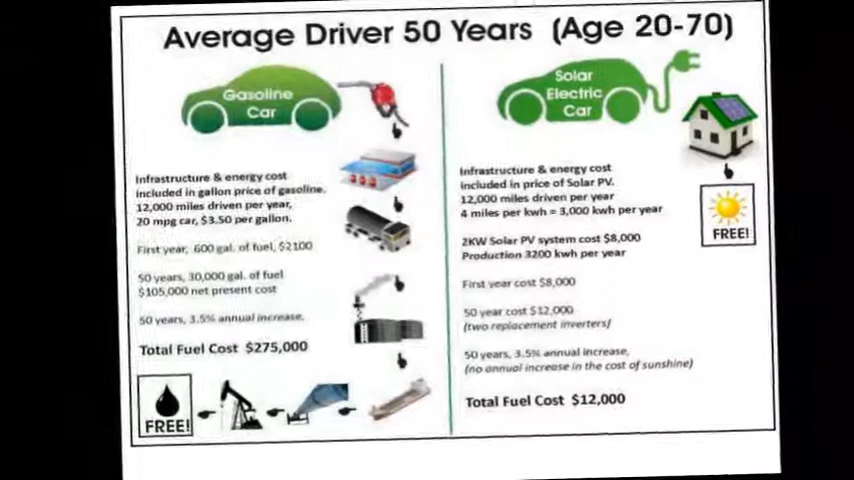 Average Driver 50 Years (Age 20-70)
Gasoline
Car
Infrastructure & energy cost
included in gallon price of gasoline.
12,000 miles driven per year,
20 mpg car, $3.50 per gallon.
First year, 600 gal. of fuel, $2100
50 years, 30,000 gal. of fuel
$105,000 net present cost
50 years, 3.5% annual increase.
Total Fuel Cost $275,000
FREE!
Solar
Electric
Car
Infrastructure & energy cost
included in price of Solar PV.
12,000 miles driven per year
4 miles per kwh = 3,000 kwh per year
2KW Solar PV system cost $8,000
Production 3200 kwh per year
First year cost $8,000
50 year cost $12,000
(two replacement inverters)
50 years, 3.5% annual increase,
(no annual increase in the cost of sunshine)
Total Fuel Cost $12,000
FREE!